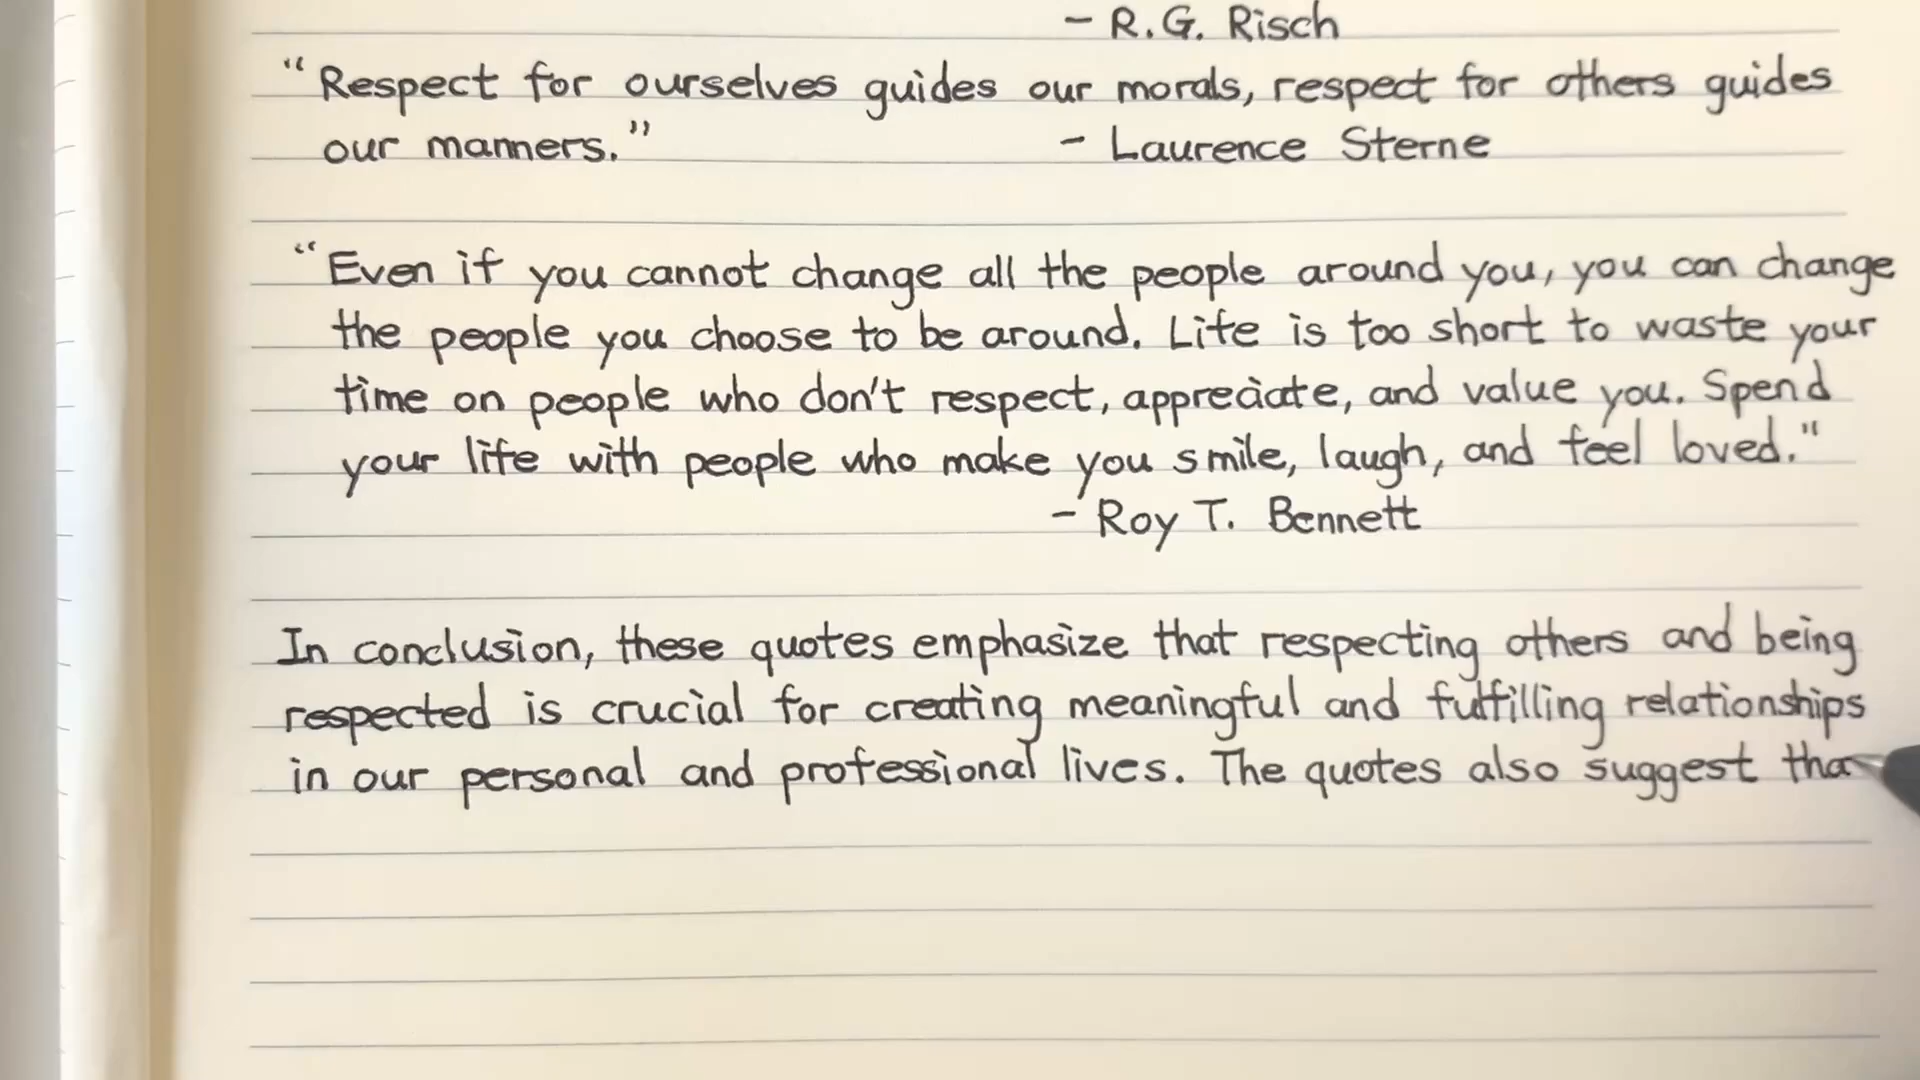 - R.G. Risch
"Respect for ourselves guides our morals, respect for others guides
our manners." - Laurence Sterne
"Even if you cannot change all the people around you, you can change
the people you choose to be around. Life is too short to waste your
time on people who don't respect, appreciate, and value you. Spend
your life with people who make you smile, laugh, and feel loved."
- Roy T. Bennett
In conclusion, these quotes emphasize that respecting others and being
respected is crucial for creating meaningful and fulfilling relationships
in our personal and professional lives. The quotes also suggest tha